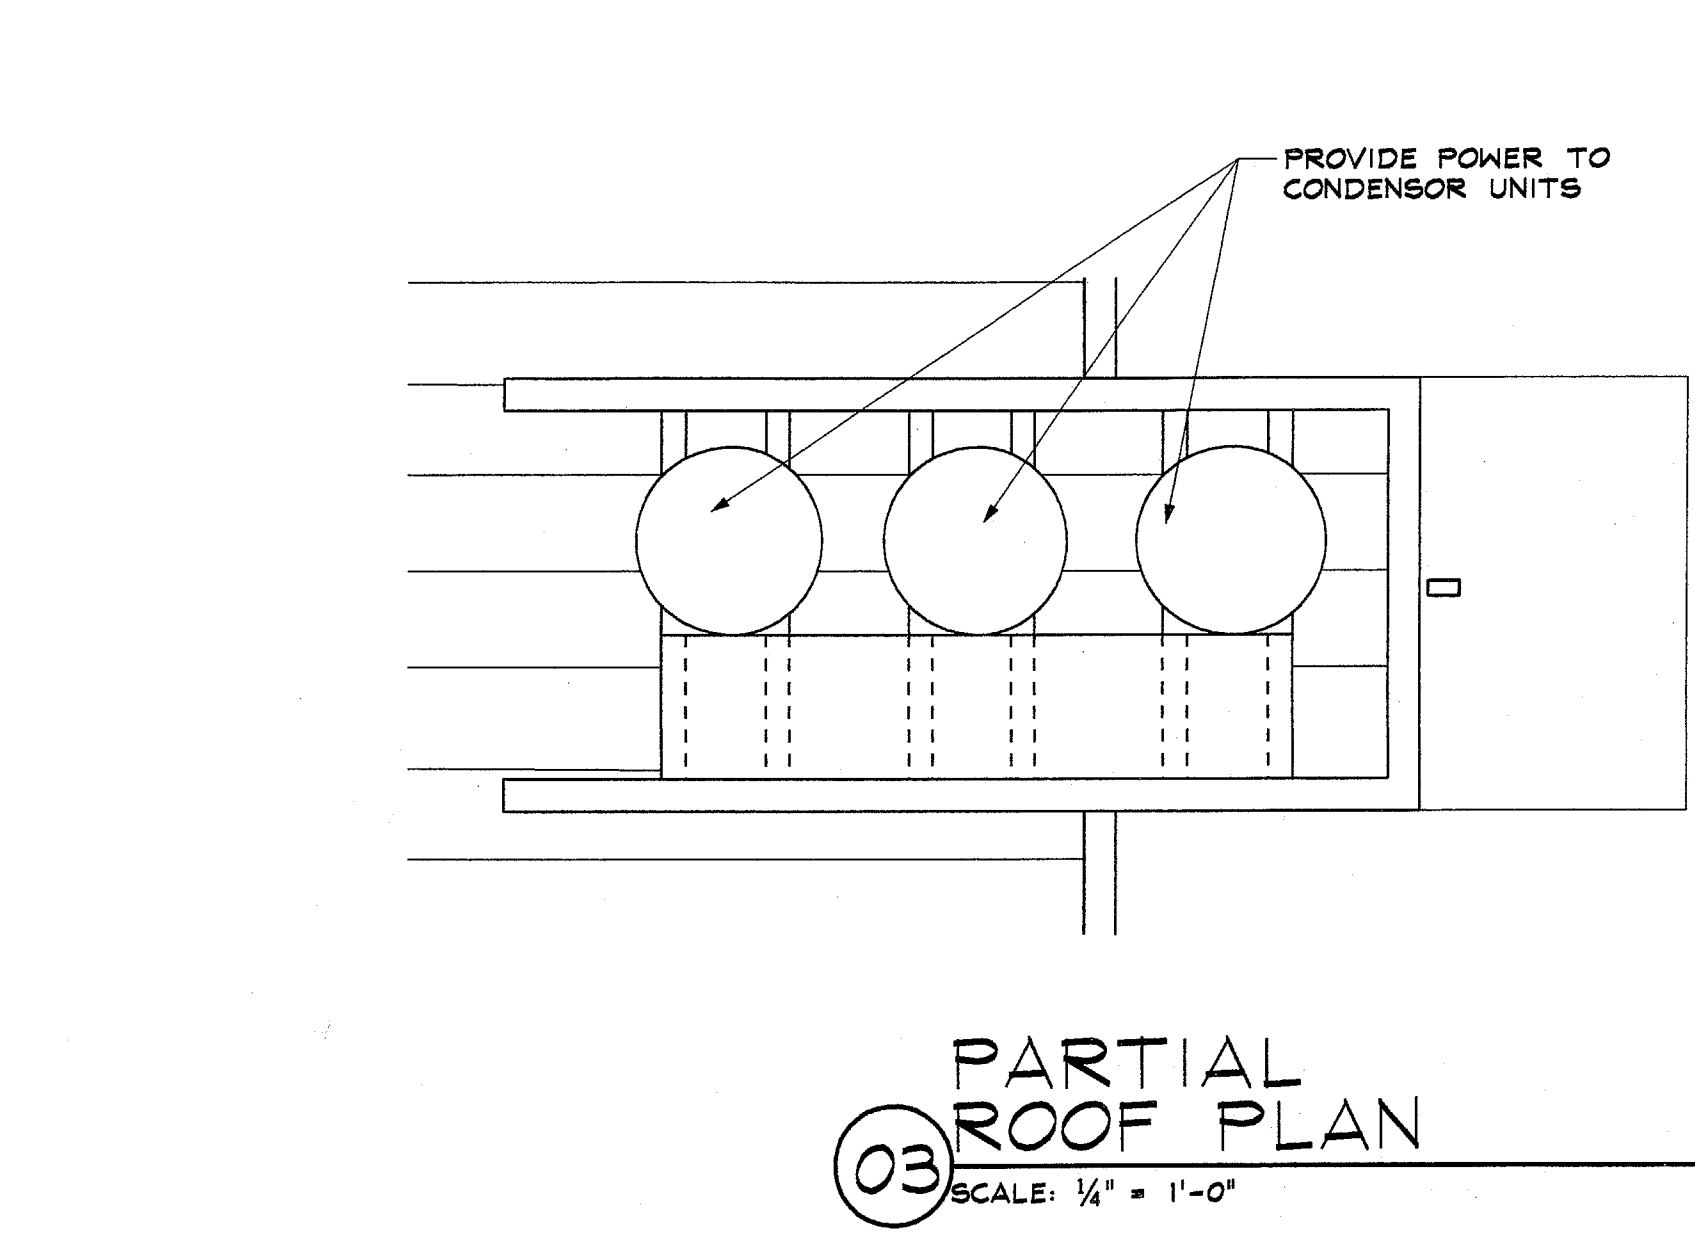 PROVIDE POWER TO
CONDENSOR UNITS
PARTIAL
ROOF PLAN
03
SCALE: ¼" = 1'-0"